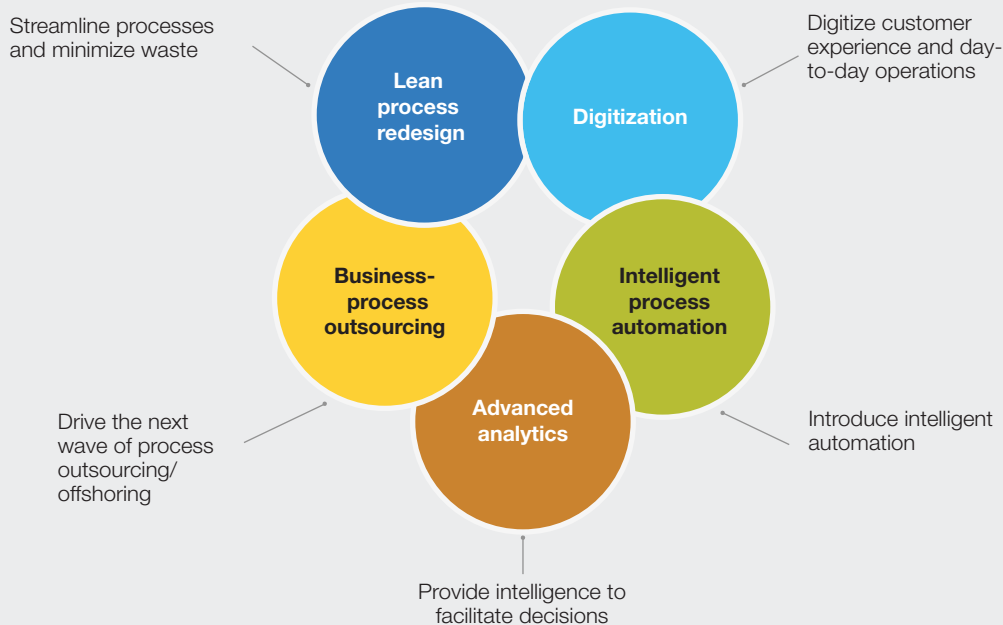 Streamline processes
and minimize waste
Lean
process
redesign
Digitization
Digitize customer
experience and day-
to-day operations
Business-
process
outsourcing
Intelligent
process
automation
Advanced
analytics
Drive the next
wave of process
outsourcing/
offshoring
Introduce intelligent
automation
Provide intelligence to
facilitate decisions